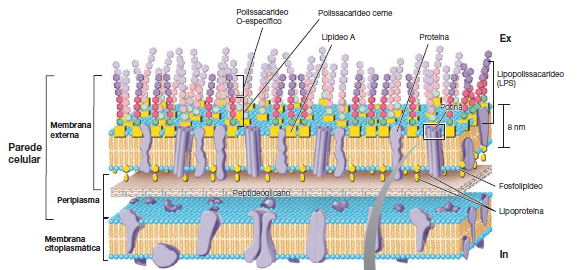 Polissacarídeo
O-específico
Polissacarídeo cerne
Lipídeo A
Proteína
Ex
Porina
Lipopolissacarídeo
(LPS)
8 nm
Membrana
externa
Parede
celular
Peptideoglicano
Fosfolipídeo
Periplasma
Lipoproteína
Membrana
citoplasmática
In